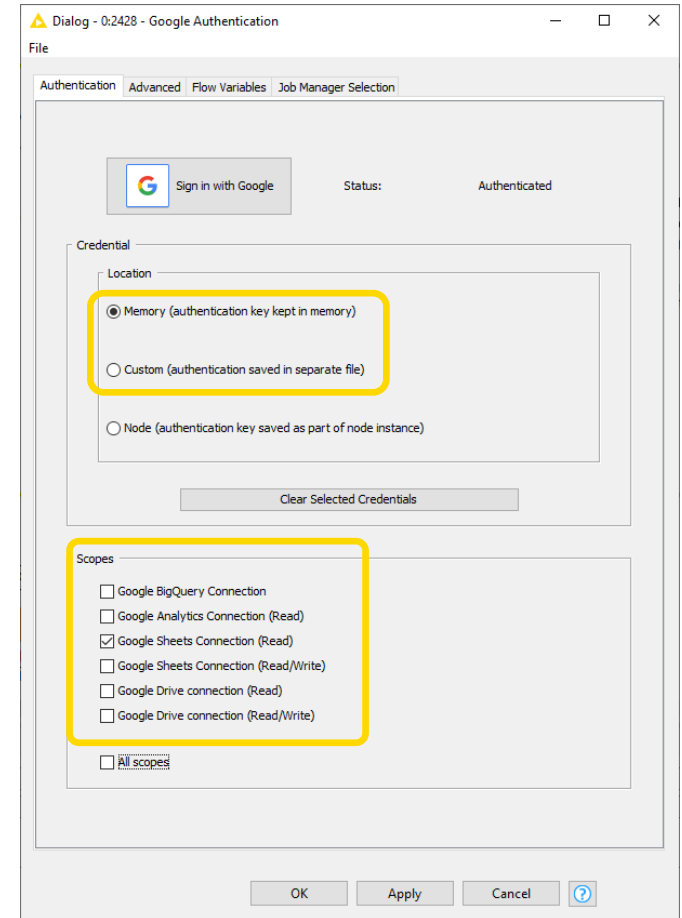 Dialog - 0:2428 - Google Authentication
File
Authentication Advanced Flow Variables Job Manager Selection
Sign in with Google Status: Authenticated
Credential
Location
Memory (authentication key kept in memory)
Custom (authentication saved in separate file)
Node (authentication key saved as part of node instance)
Clear Selected Credentials
Scopes
Google BigQuery Connection
Google Analytics Connection (Read)
Google Sheets Connection (Read)
Google Sheets Connection (Read/Write)
Google Drive connection (Read)
Google Drive connection (Read/Write)
All scopes
OK Apply Cancel ?